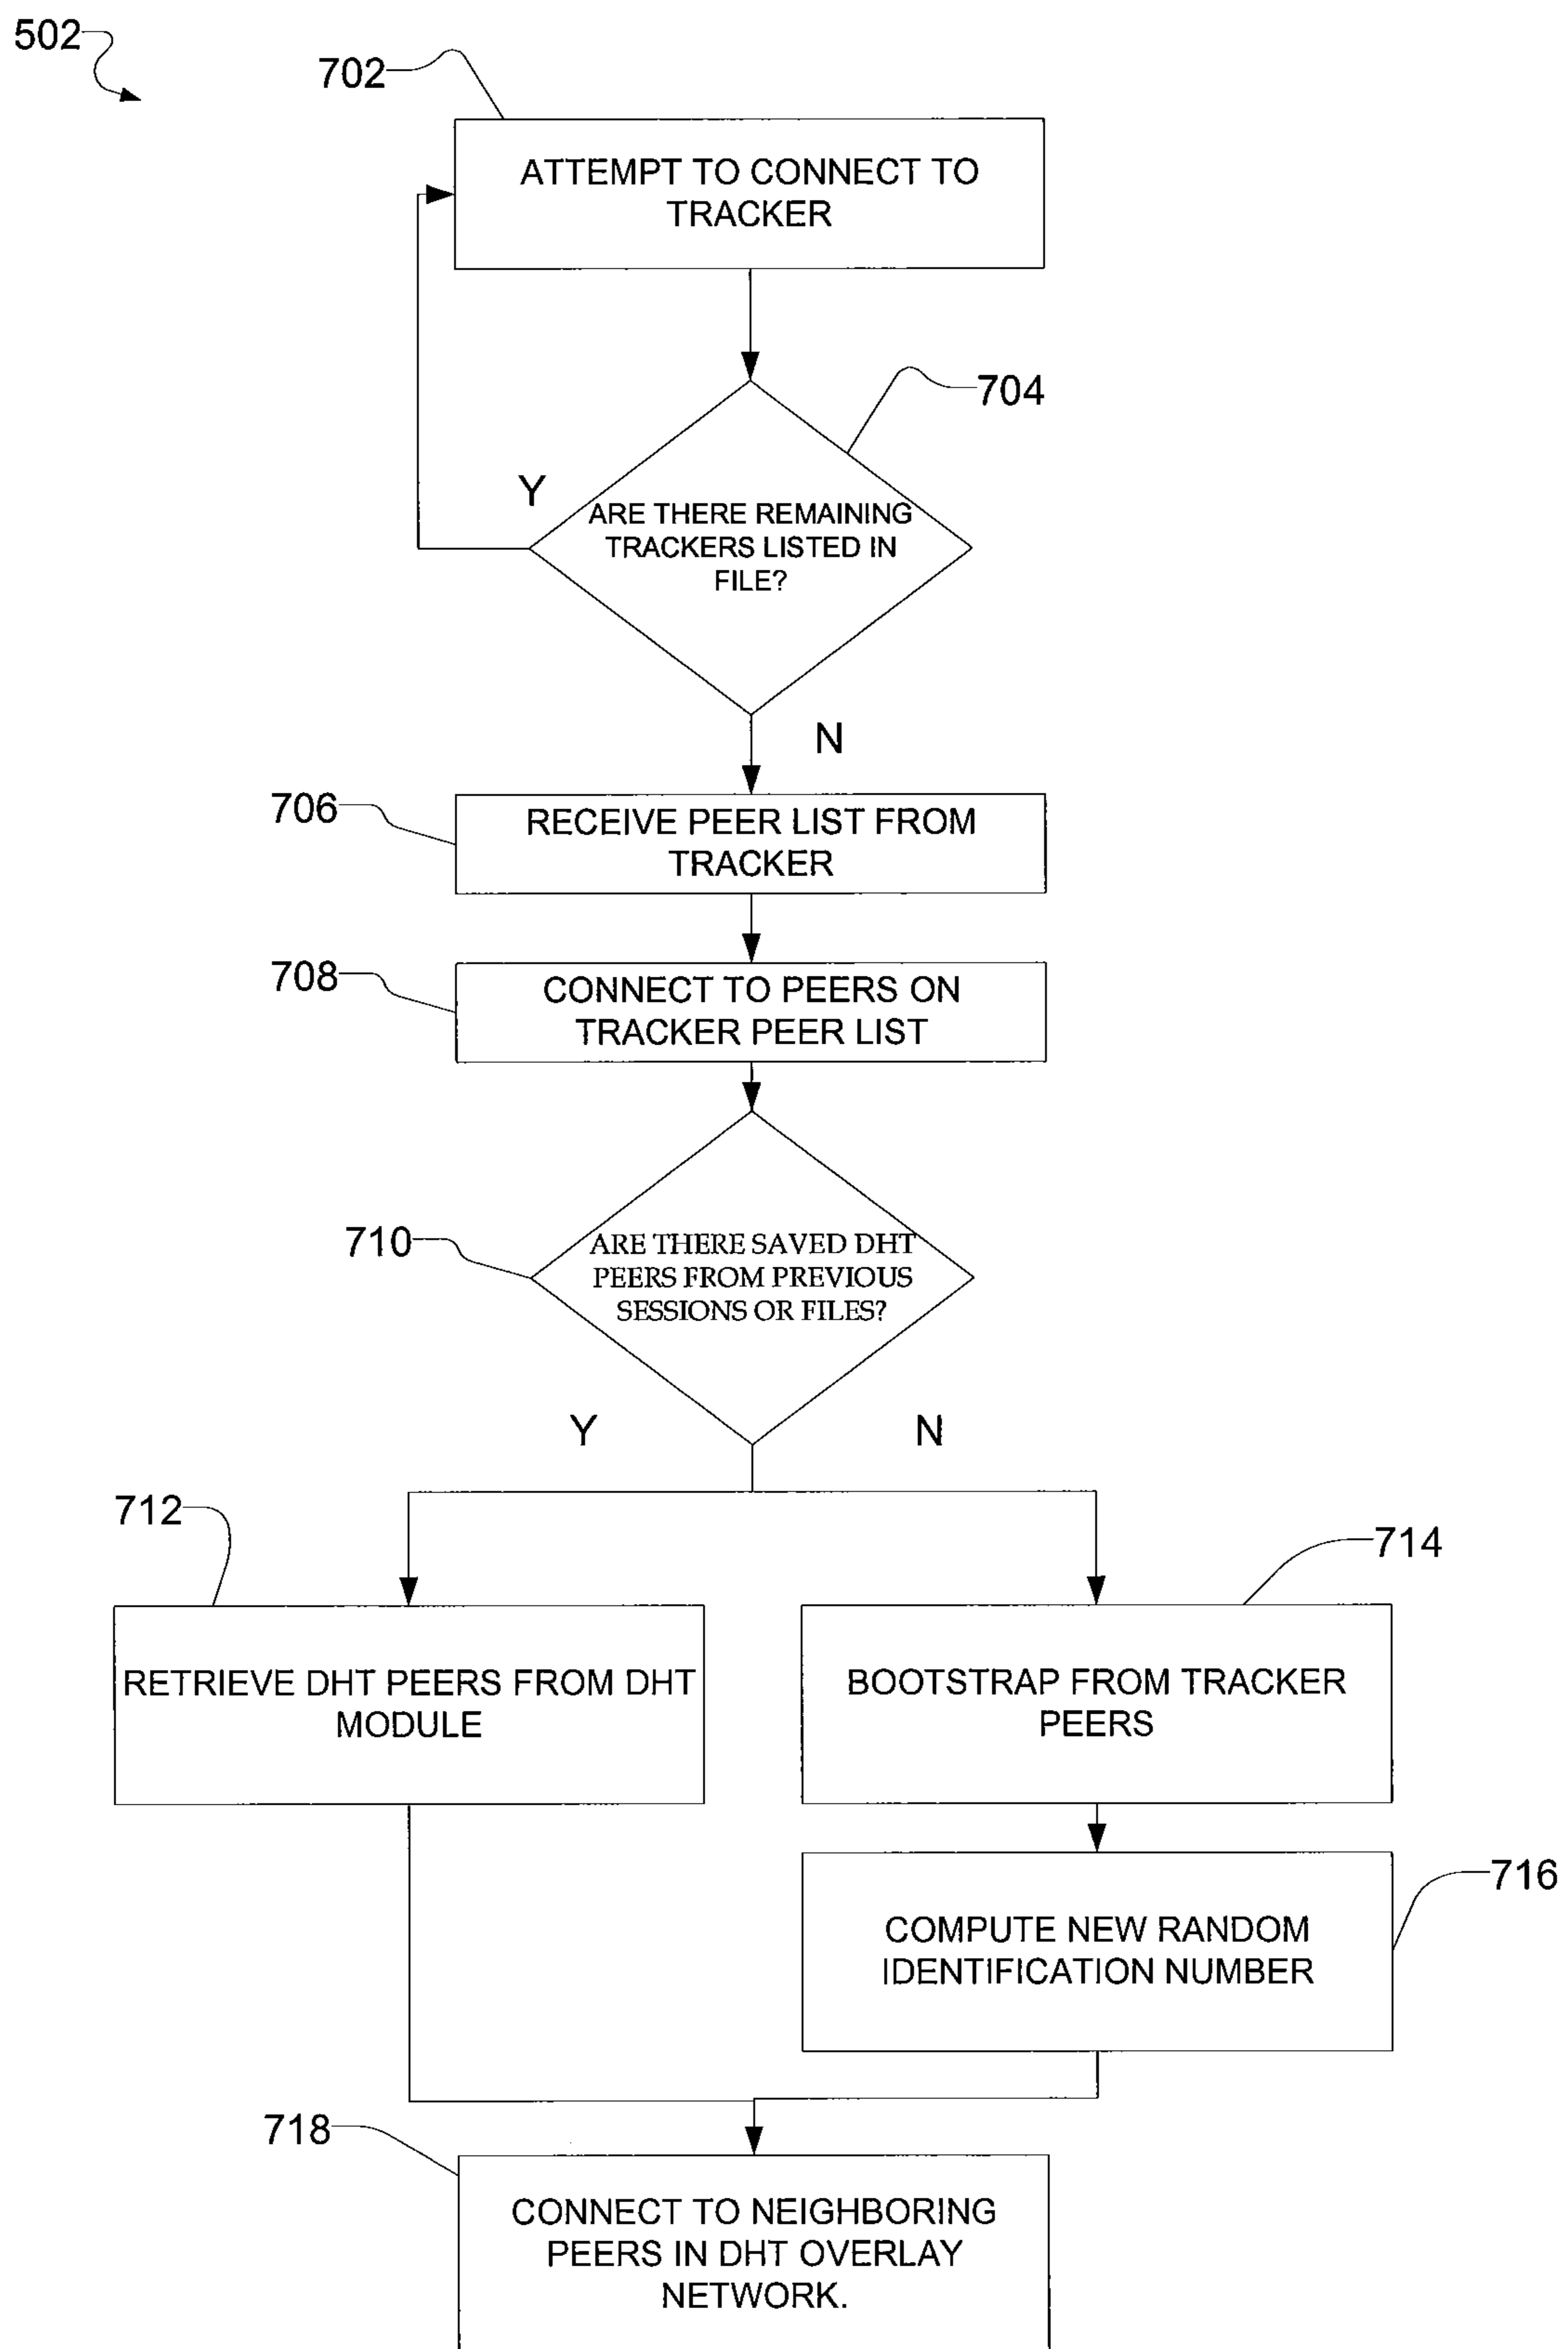 502
702
ATTEMPT TO CONNECT TO
TRACKER
704
Y
ARE THERE REMAINING
TRACKERS LISTED IN
FILE?
N
706
RECEIVE PEER LIST FROM
TRACKER
708
CONNECT TO PEERS ON
TRACKER PEER LIST
710
ARE THERE SAVED DHT
PEERS FROM PREVIOUS
SESSIONS OR FILES?
Y
N
712
714
RETRIEVE DHT PEERS FROM DHT
MODULE
BOOTSTRAP FROM TRACKER
PEERS
716
COMPUTE NEW RANDOM
IDENTIFICATION NUMBER
718
CONNECT TO NEIGHBORING
PEERS IN DHT OVERLAY
NETWORK.